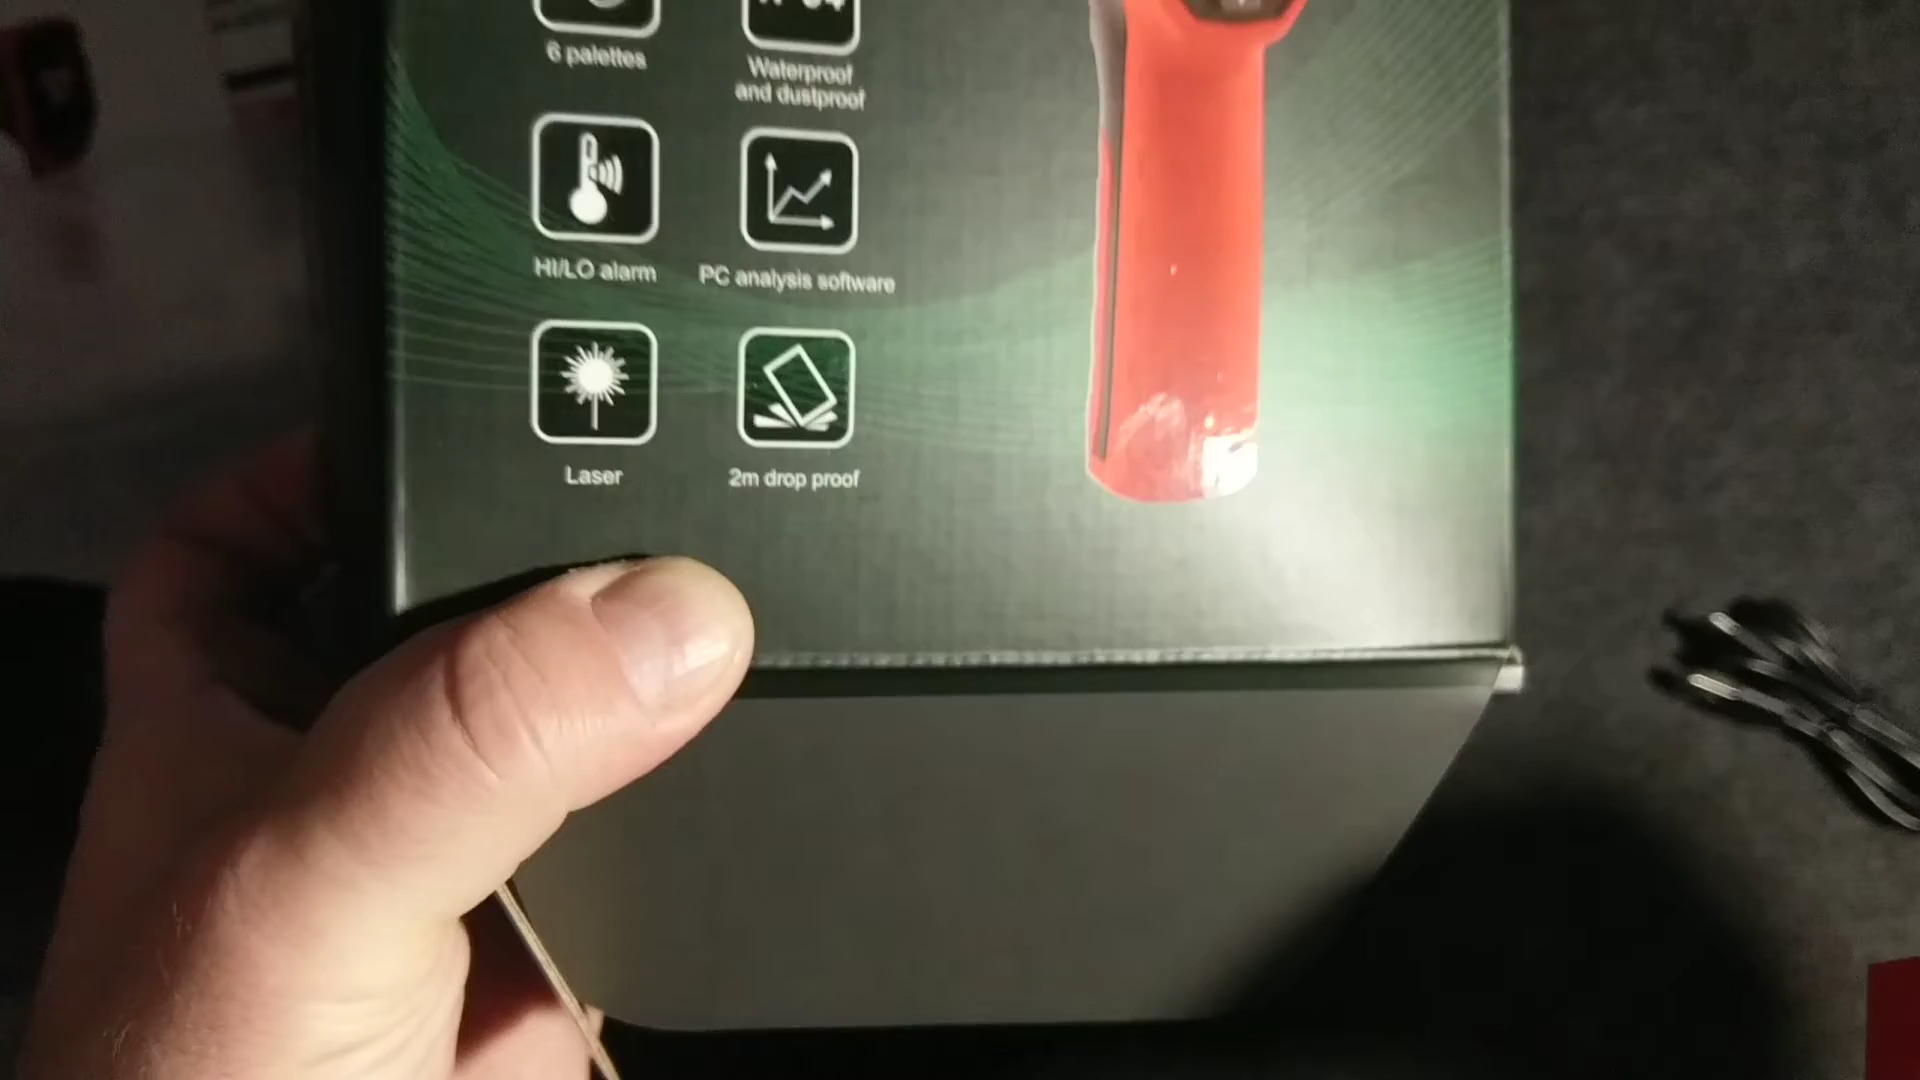 6 palettes
Waterproof
and dustproof
HI/LO alarm
PC analysis software
Laser
2m drop proof